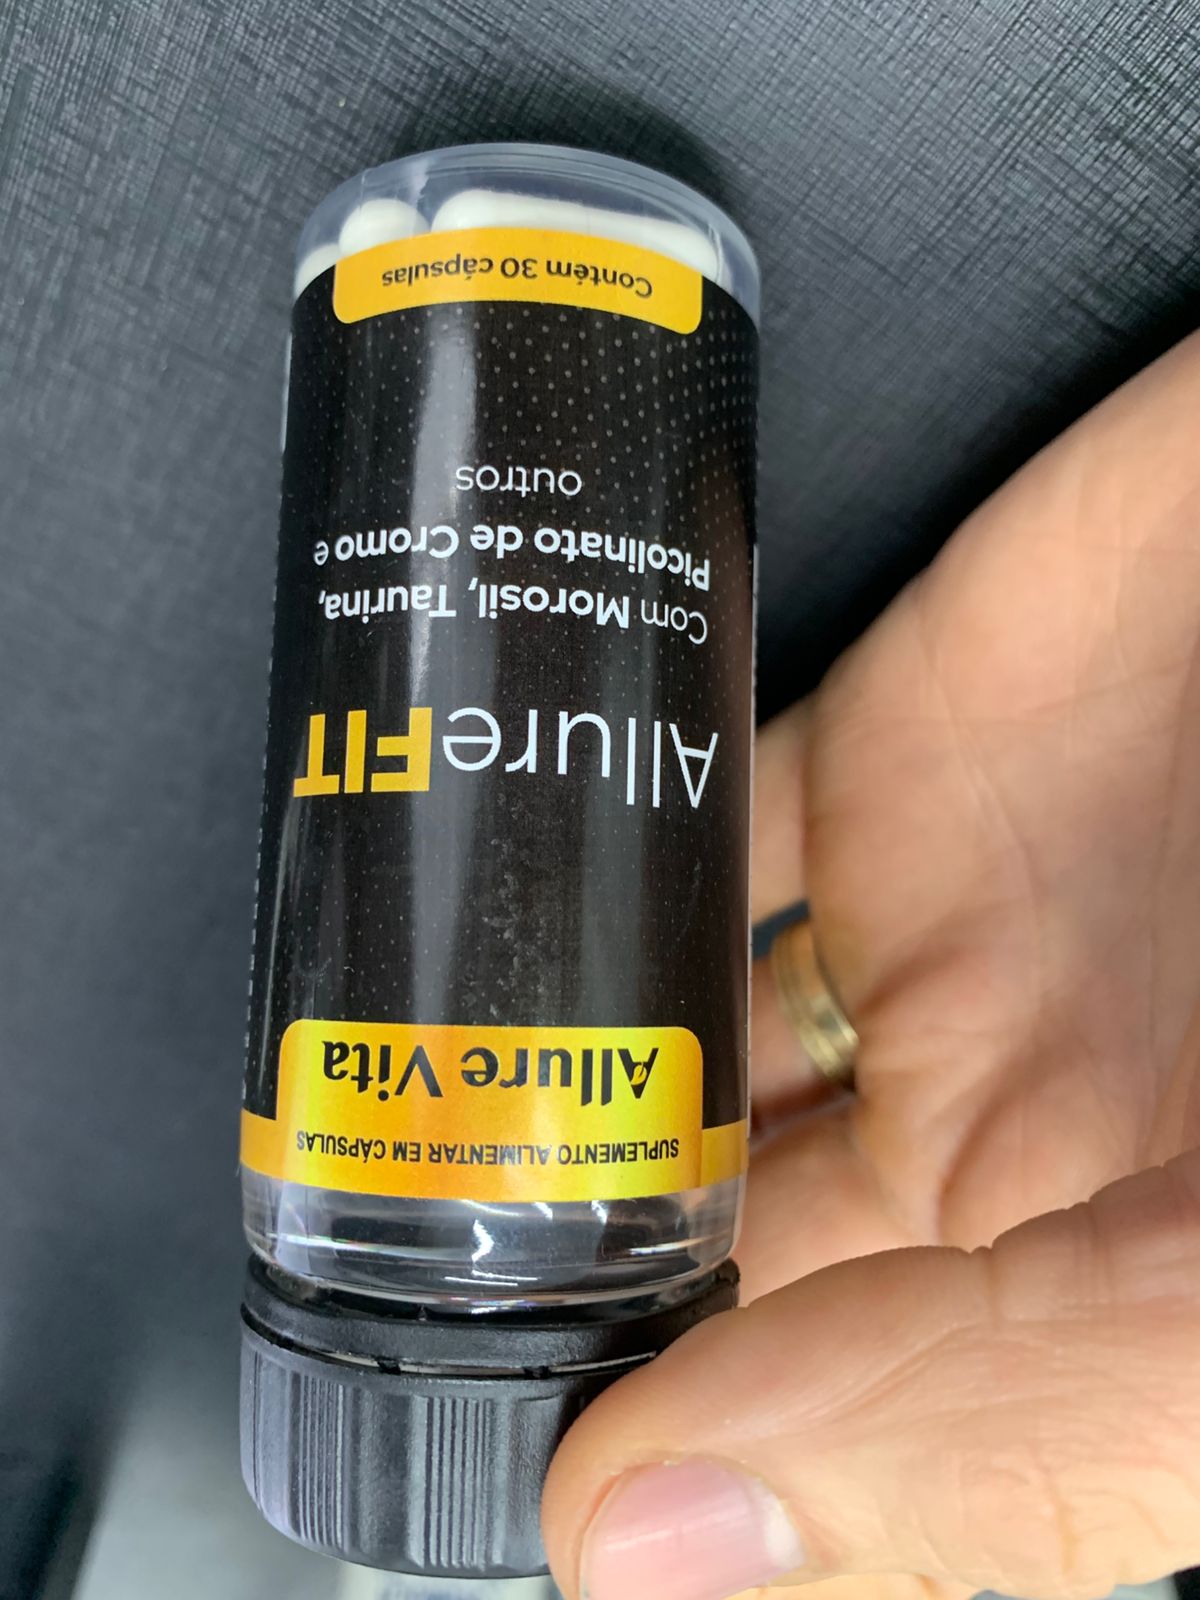 SUPLEMENTO ALIMENTAR EM CÁPSULAS
Allure Vita
AllureFIT
Com Morosil, Taurina,
Picolinato de Cromo e
outros
Contém 30 cápsulas